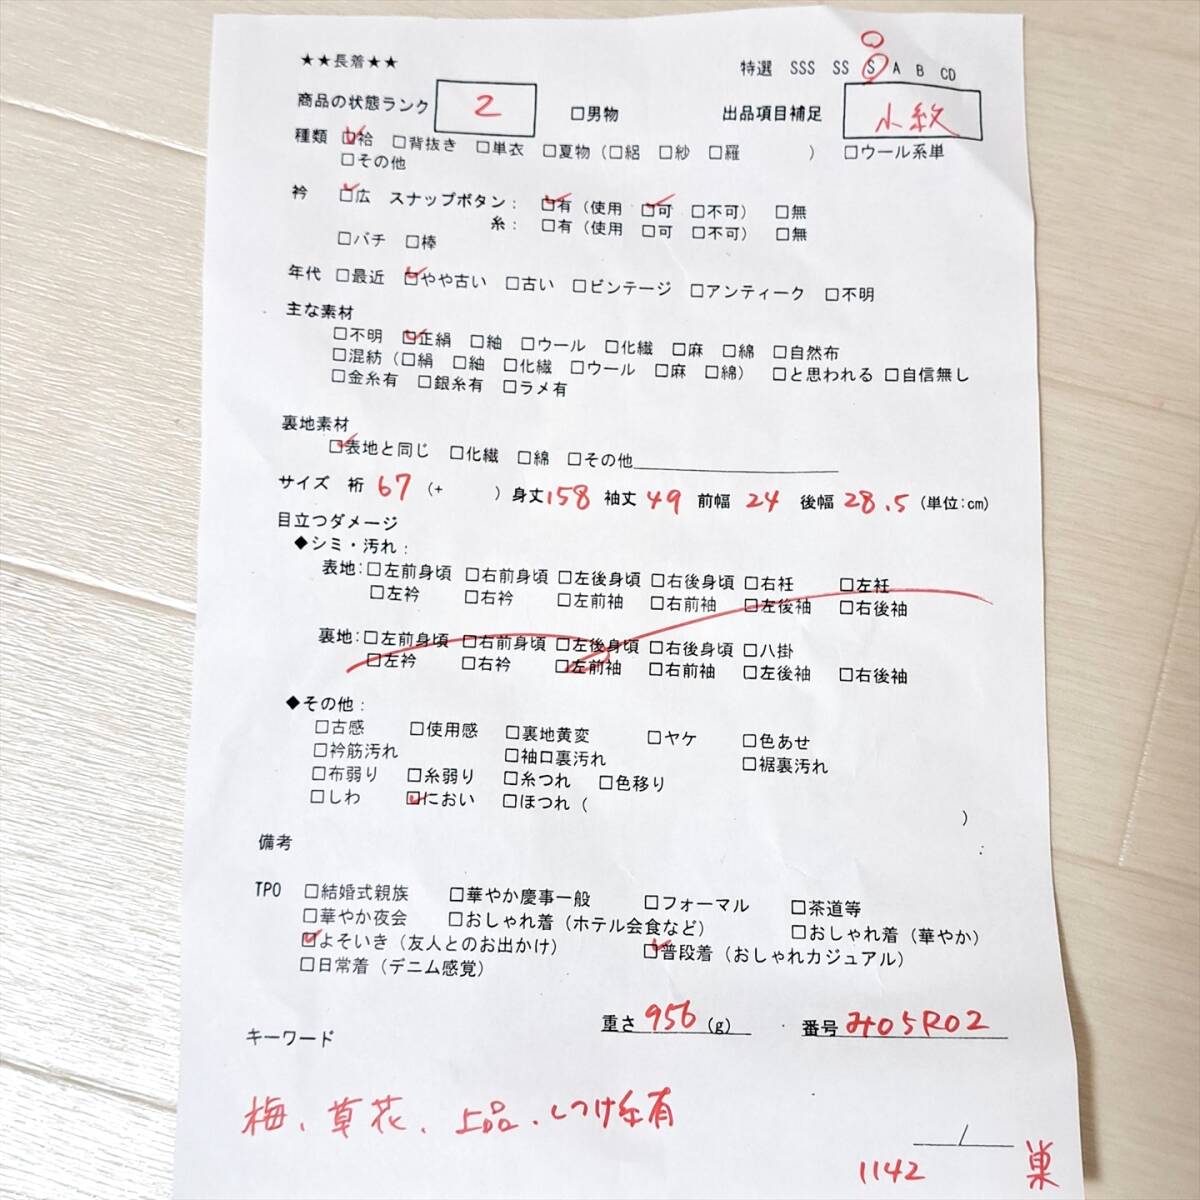 ★★長着★★ 特選 SSS SS S A B CD
商品の状態ランク 2 □男物 出品項目補足 小紋
種類 ☑袷 □背抜き □単衣 □夏物(□絽 □紗 □羅 ) □ウール系単
□その他
衿 ☑広 スナップボタン: ☑有(使用 ☑可 □不可) □無
糸: □有(使用 □可 □不可) □無
□バチ □棒
年代 □最近 ☑やや古い □古い □ビンテージ □アンティーク □不明
主な素材
□不明 ☑正絹 □紬 □ウール □化繊 □麻 □綿 □自然布
□混紡(□絹 □紬 □化繊 □ウール □麻 □綿) □と思われる □自信無し
□金糸有 □銀糸有 □ラメ有
裏地素材
☑表地と同じ □化繊 □綿 □その他
サイズ 裄 67 (+ ) 身丈158 袖丈49 前幅 24 後幅 28.5 (単位:cm)
目立つダメージ
◆シミ・汚れ:
表地:□左前身頃 □右前身頃 □左後身頃 □右後身頃 □右衽 □左衽
□左衿 □右衿 □左前袖 □右前袖 □左後袖 □右後袖
裏地:□左前身頃 □右前身頃 □左後身頃 □右後身頃 □八掛
□左衿 □右衿 □左前袖 □右前袖 □左後袖 □右後袖
◆その他:
□古感 □使用感 □裏地黄変 □ヤケ □色あせ
□衿筋汚れ □袖口裏汚れ □裾裏汚れ
□布弱り □糸弱り □糸つれ □色移り
□しわ ☑におい □ほつれ( )
備考 :
TPO □結婚式親族 □華やか慶事一般 □フォーマル □茶道等
□華やか夜会 □おしゃれ着(ホテル会食など) □おしゃれ着(華やか)
☑よそいき(友人とのお出かけ) ☑普段着(おしゃれカジュアル)
□日常着(デニム感覚)
重さ 956 (g) 番号 み05R02
キーワード
梅、草花、上品、しつけ糸有
/
1142 巣